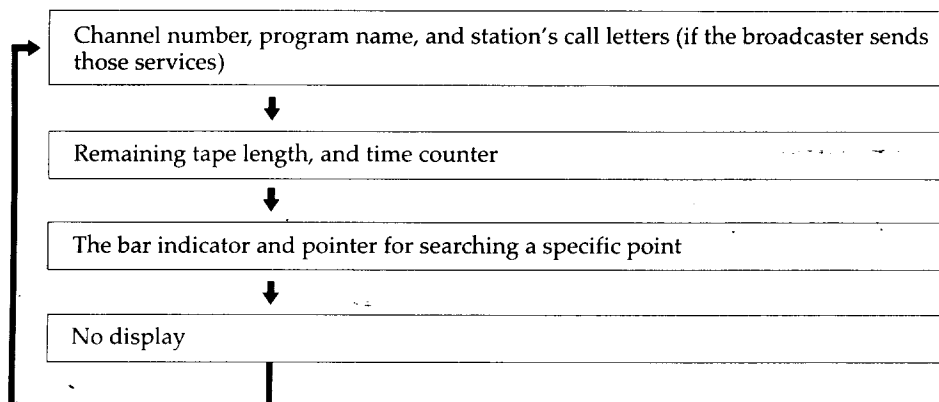 Channel number, program name, and station's call letters (if the broadcaster sends
those services)
Remaining tape length, and time counter
The bar indicator and pointer for searching a specific point
No display